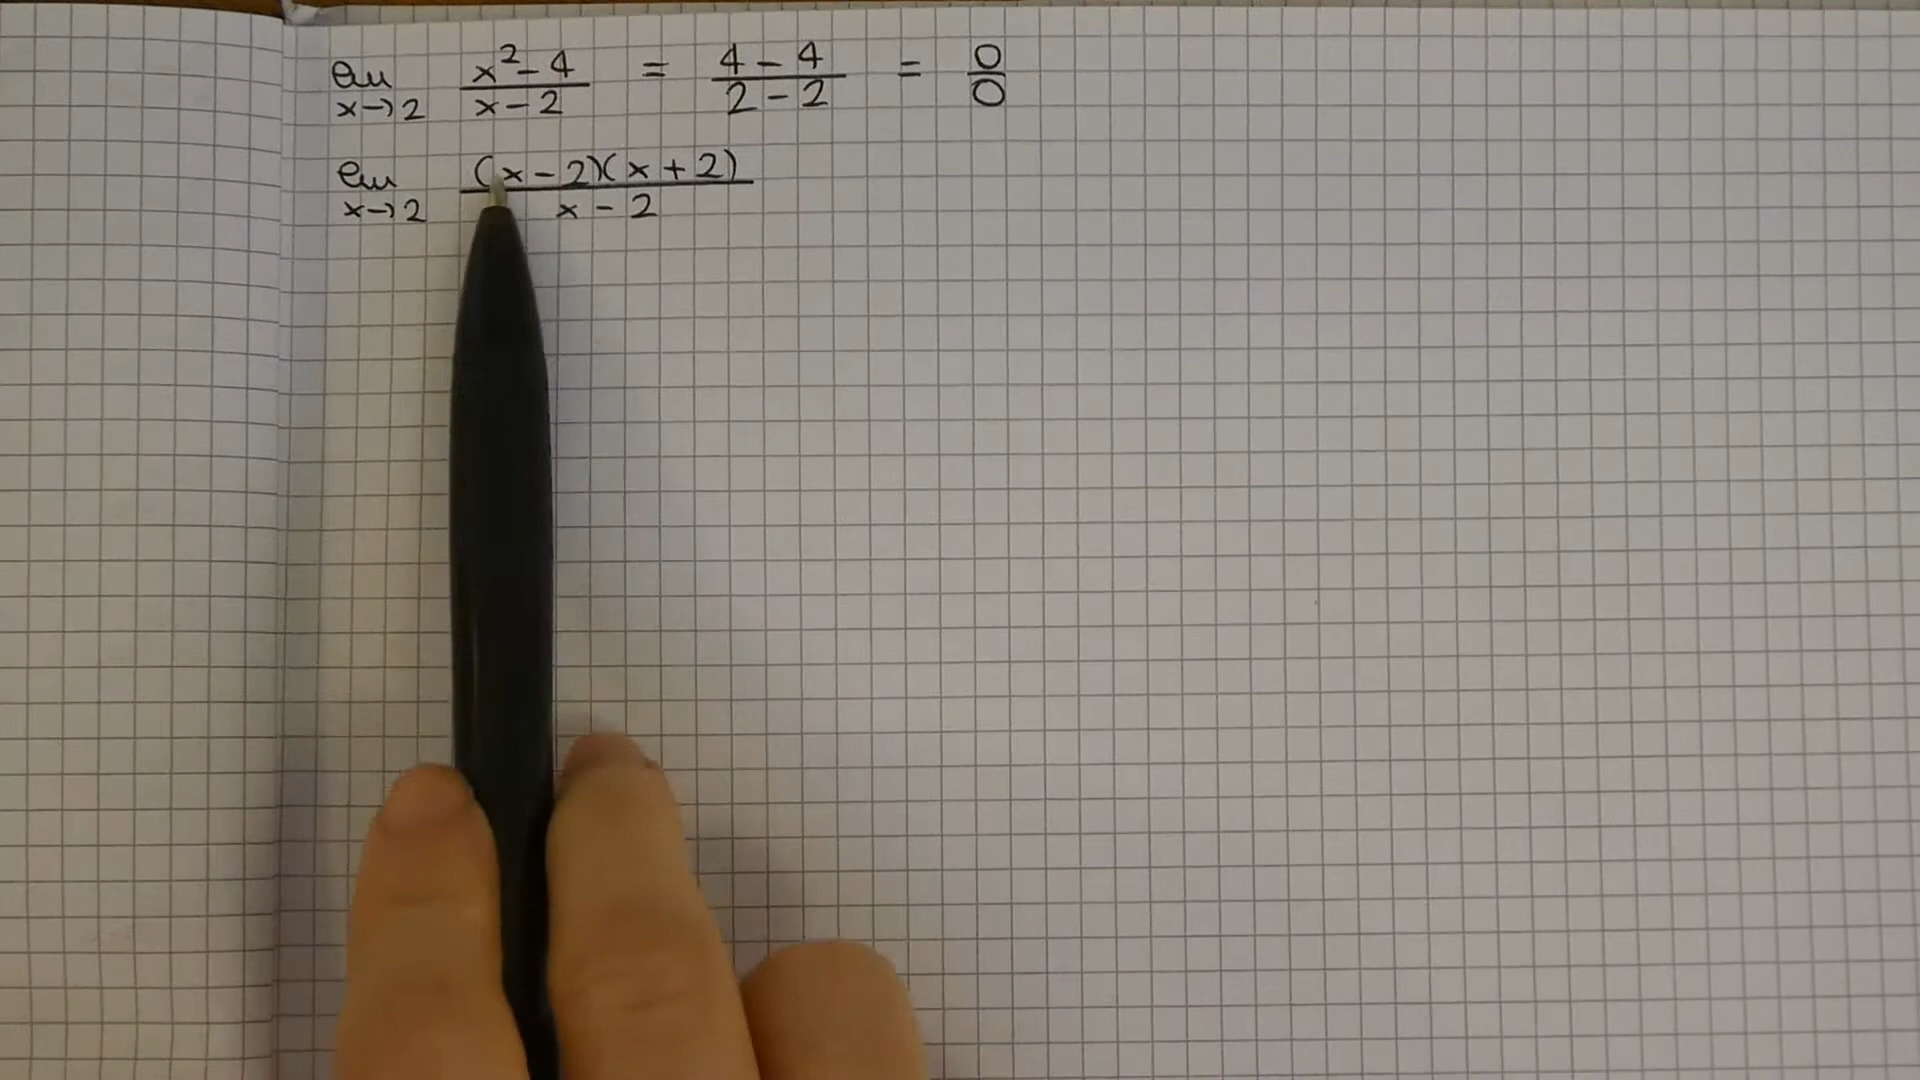 lim x→2 x²-4 / x-2 = 4-4 / 2-2 = 0/0
lim x→2 (x-2)(x+2) / x-2